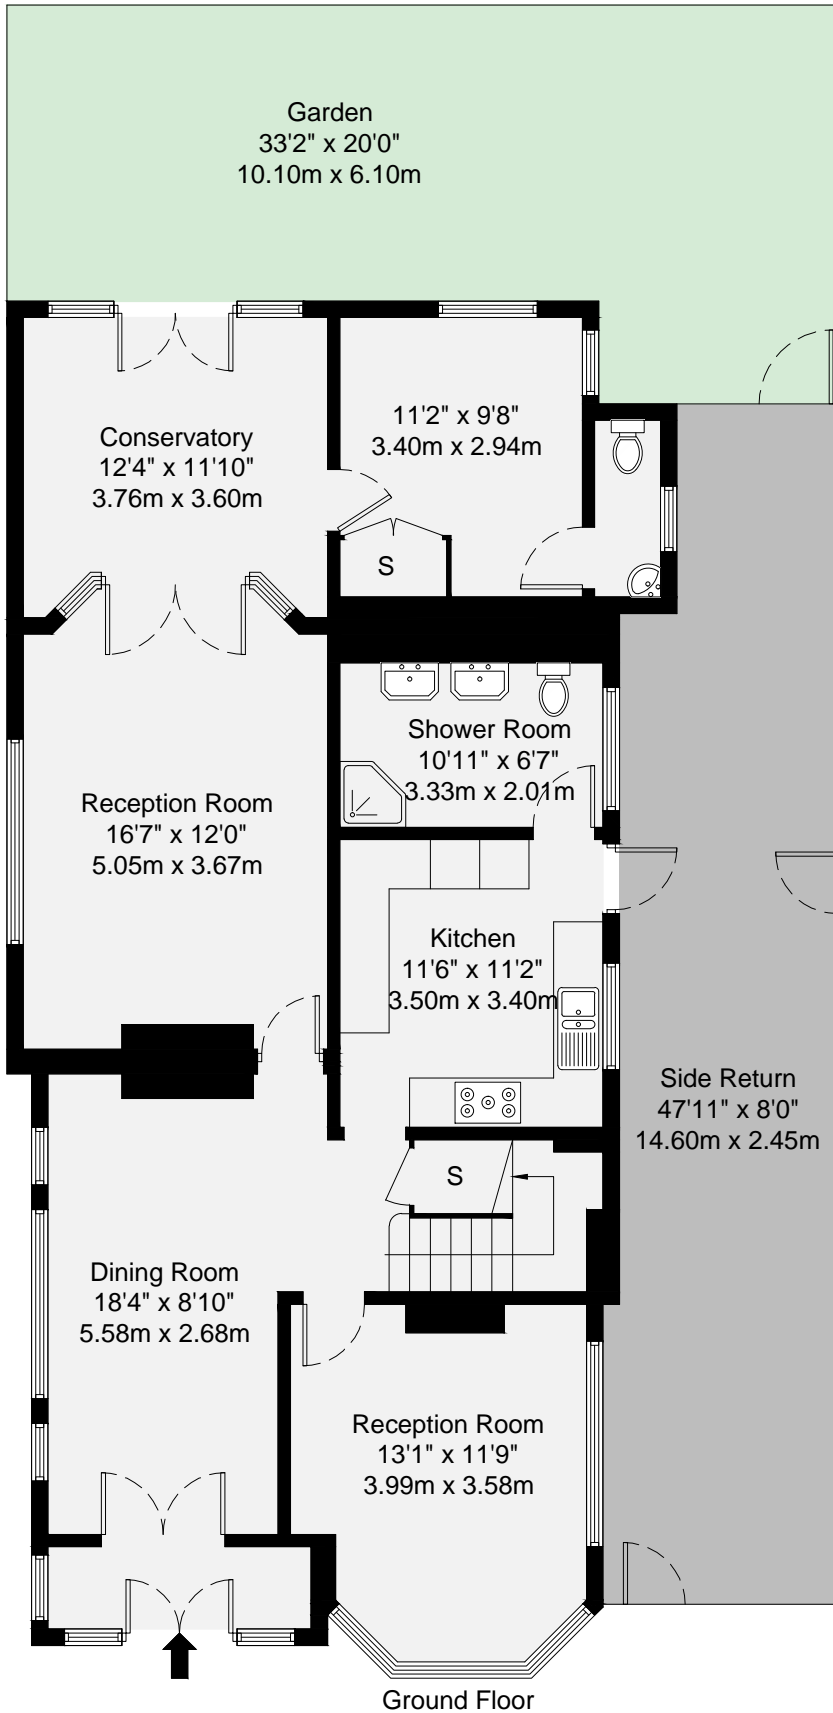 Garden
33'2" x 20'0"
10.10m x 6.10m
11'2" x 9'8"
3.40m x 2.94m
Conservatory
12'4" x 11'10"
3.76m x 3.60m
S
Shower Room
10'11" x 6'7"
3.33m x 2.01m
Reception Room
16'7" x 12'0"
5.05m x 3.67m
Kitchen
11'6" x 11'2"
3.50m x 3.40m
Side Return
47'11" x 8'0"
14.60m x 2.45m
S
Dining Room
18'4" x 8'10"
5.58m x 2.68m
Reception Room
13'1" x 11'9"
3.99m x 3.58m
Ground Floor